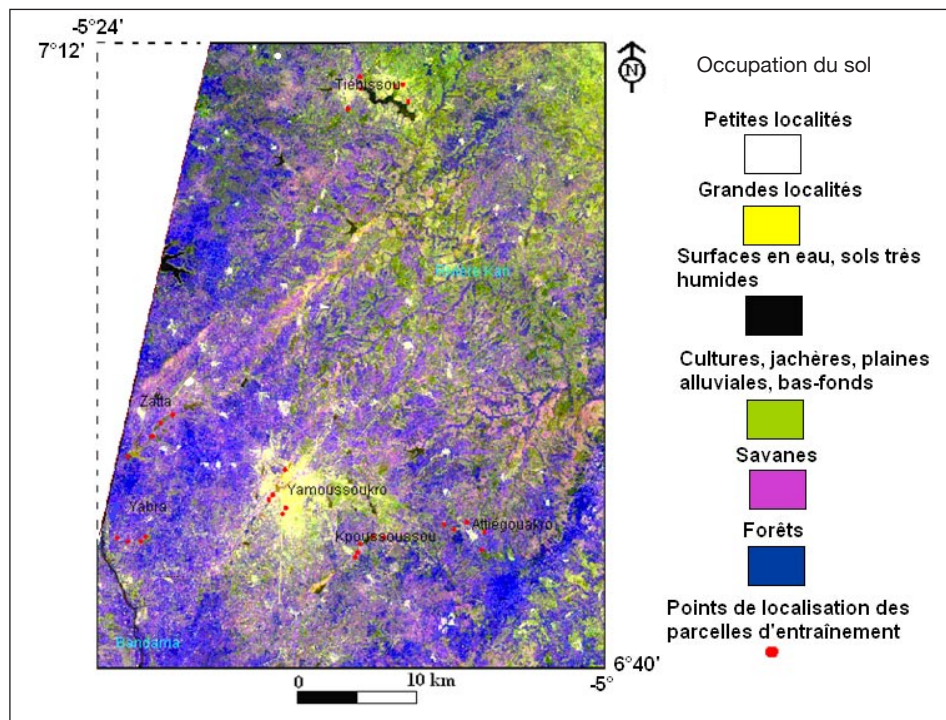 -5°24’
7°12’
N
Occupation du sol
Petites localités
Grandes localités
Surfaces en eau, sols très
humides
Cultures, jachères, plaines
alluviales, bas-fonds
Savanes
Forêts
Points de localisation des
parcelles d'entraînement
Tiébissou
Rivière Kan
Zatta
Yamoussoukro
Yabra
Attiégouakro
Kpoussoussou
Bandama
6°40’
-5°
0
10 km